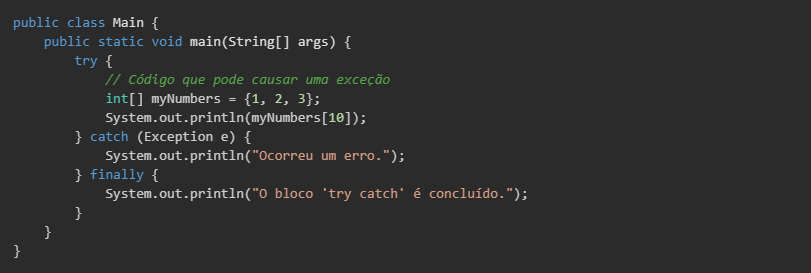 public class Main {
    public static void main(String[] args) {
        try {
            // Código que pode causar uma exceção
            int[] myNumbers = {1, 2, 3};
            System.out.println(myNumbers[10]);
        } catch (Exception e) {
            System.out.println("Ocorreu um erro.");
        } finally {
            System.out.println("O bloco 'try catch' é concluído.");
        }
    }
}